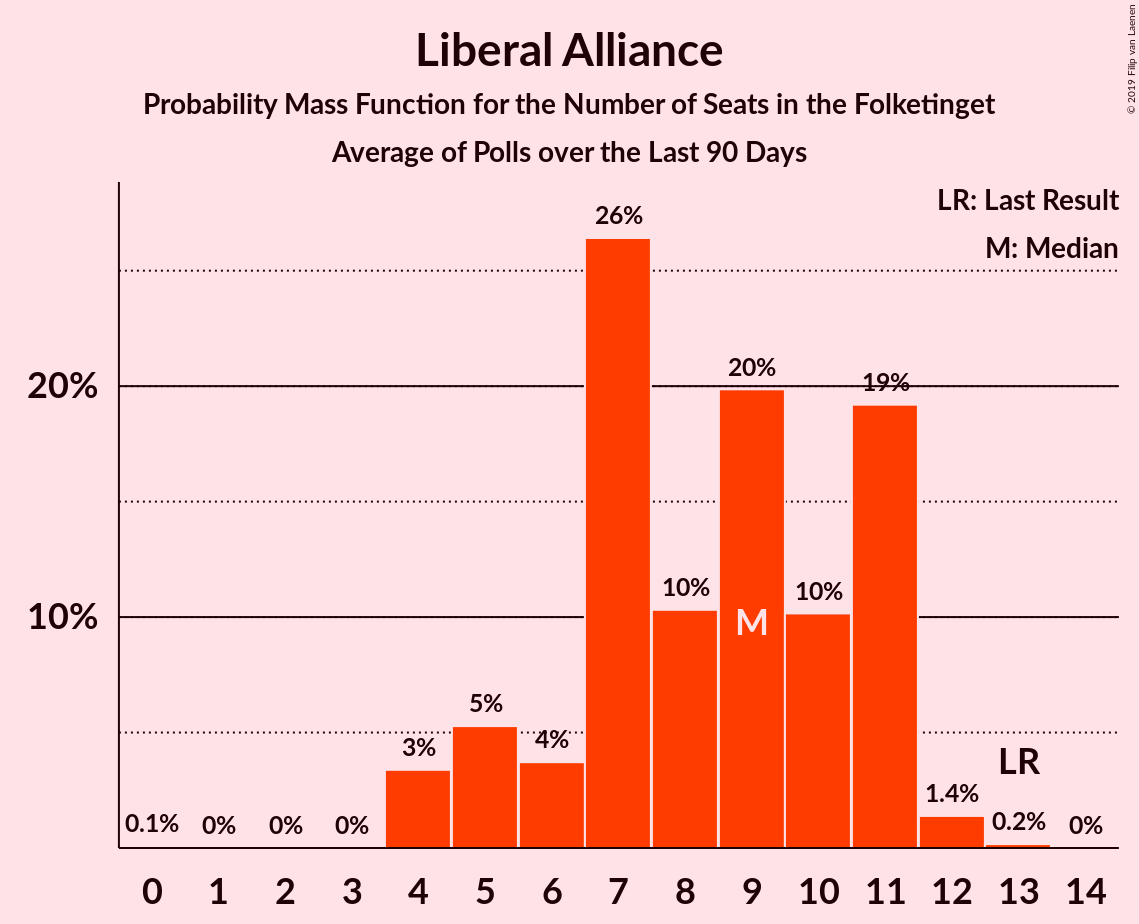 Liberal Alliance
Probability Mass Function for the Number of Seats in the Folketinget
Average of Polls over the Last 90 Days
© 2019 Filip van Laenen
LR: Last Result
M: Median
26%
20%
20%
19%
10%
10%
10%
M
5%
4%
3%
LR
1.4%
0.1%
0%
0%
0%
0.2%
0%
0 1 2 3 4 5 6 7 8 9 10 11 12 13 14